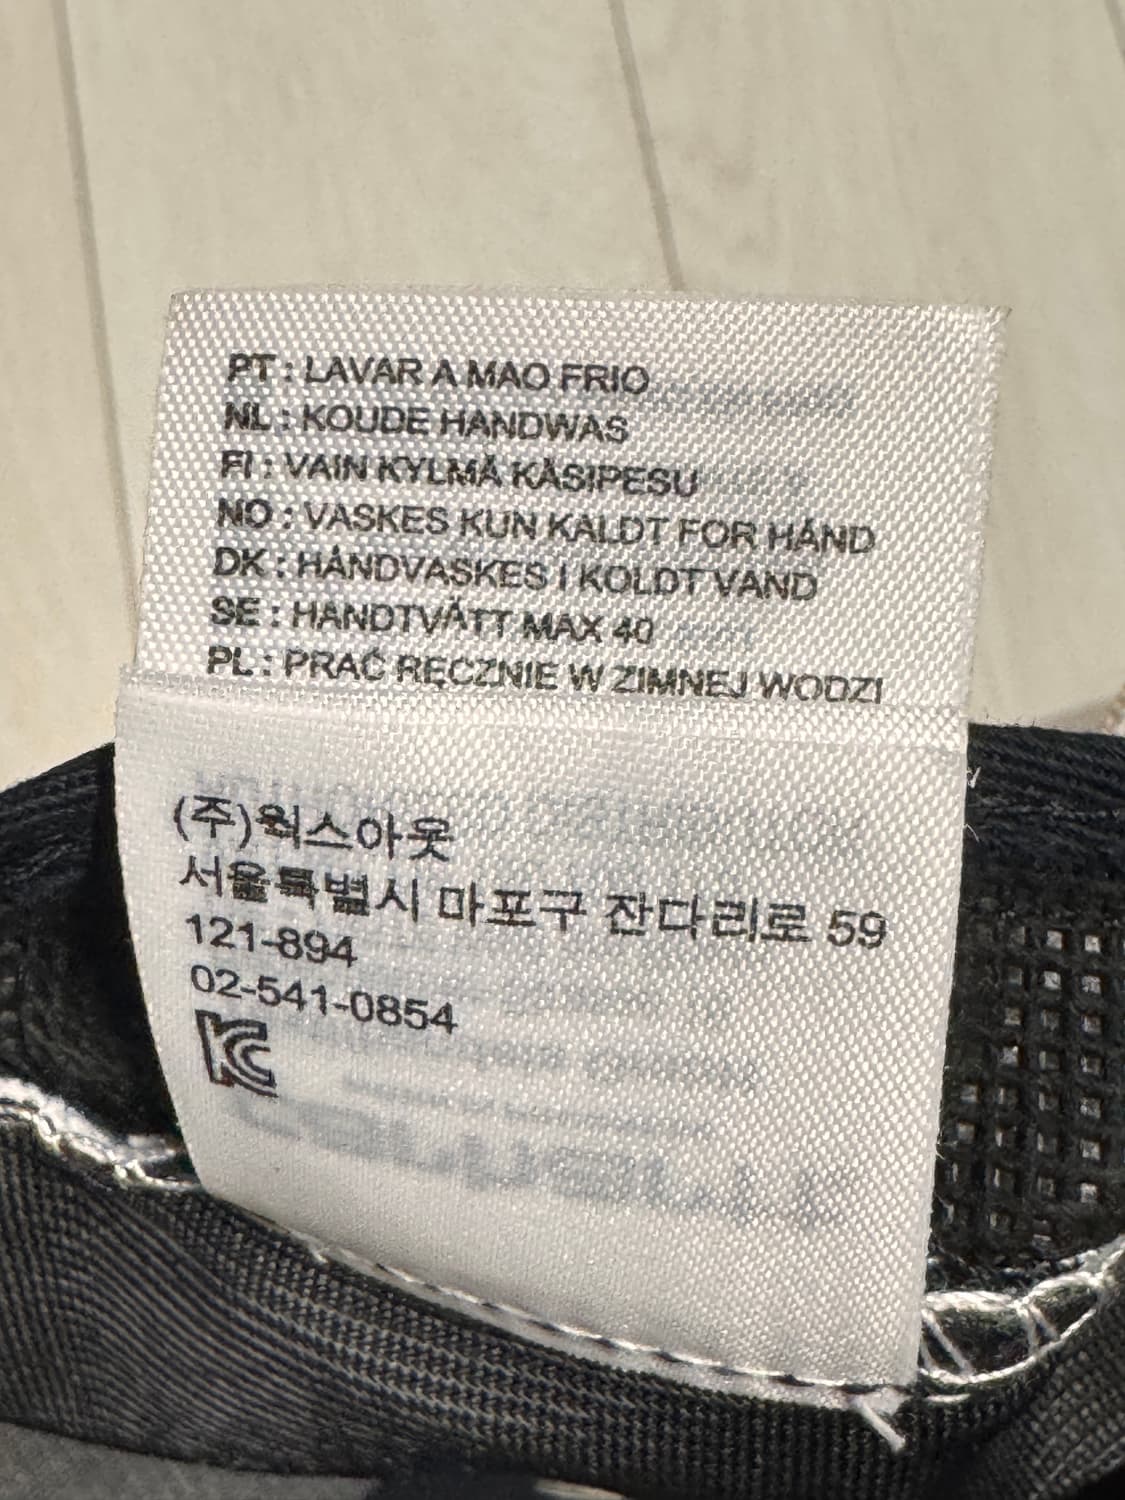 PT : LAVAR A MAO FRIO
NL : KOUDE HANDWAS
FI : VAIN KYLMÄ KÄSIPESU
NO : VASKES KUN KALDT FOR HÅND
DK : HÅNDVASKES I KOLDT VAND
SE : HANDTVÄTT MAX 40
PL : PRAĆ RĘCZNIE W ZIMNEJ WODZI
(주)웍스아웃
서울특별시 마포구 잔다리로 59
121-894
02-541-0854
KC